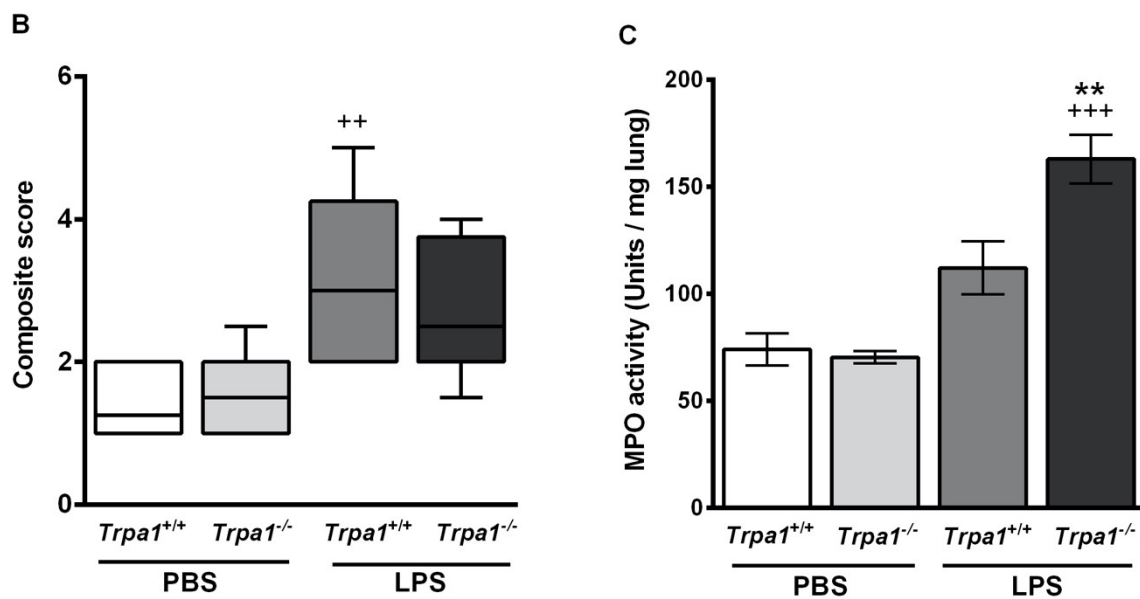 B
6
4
2
0
Composite score
++
Trpa1+/+ Trpa1-/- Trpa1+/+ Trpa1-/-
PBS LPS
C
200
150
100
50
0
MPO activity (Units / mg lung)
**
+++
Trpa1+/+ Trpa1-/- Trpa1+/+ Trpa1-/-
PBS LPS